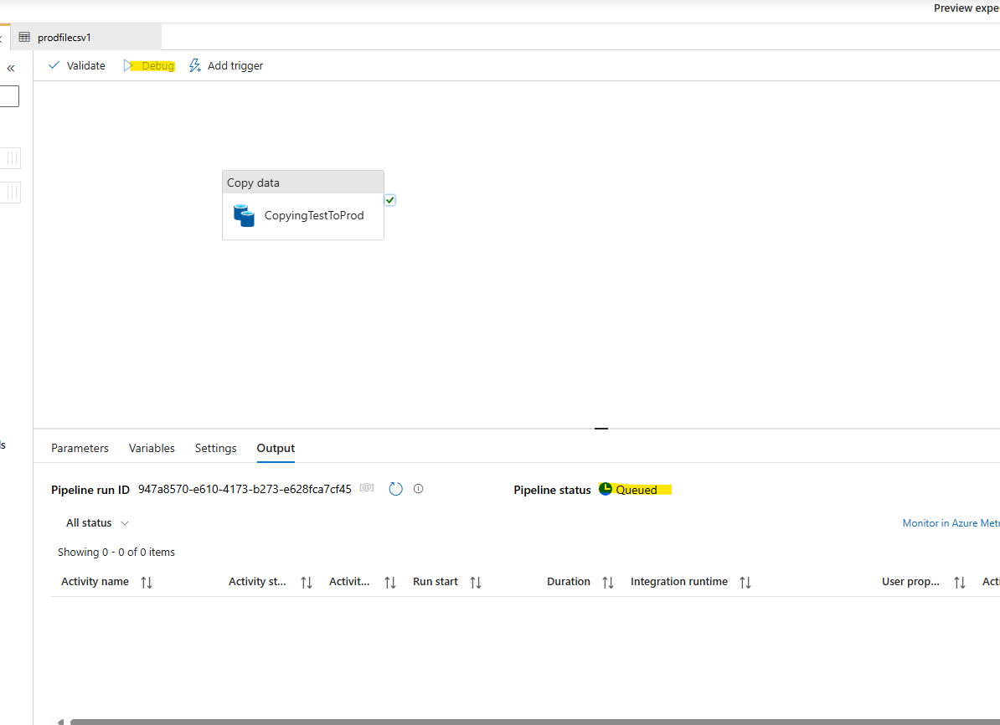 Preview expe
prodfilecsv1
Validate Debug Add trigger
Copy data
CopyingTestToProd
Parameters Variables Settings Output
Pipeline run ID 947a8570-e610-4173-b273-e628fca7cf45 Pipeline status Queued
All status Monitor in Azure Metr
Showing 0 - 0 of 0 items
Activity name Activity st... Activit... Run start Duration Integration runtime User prop... Acti